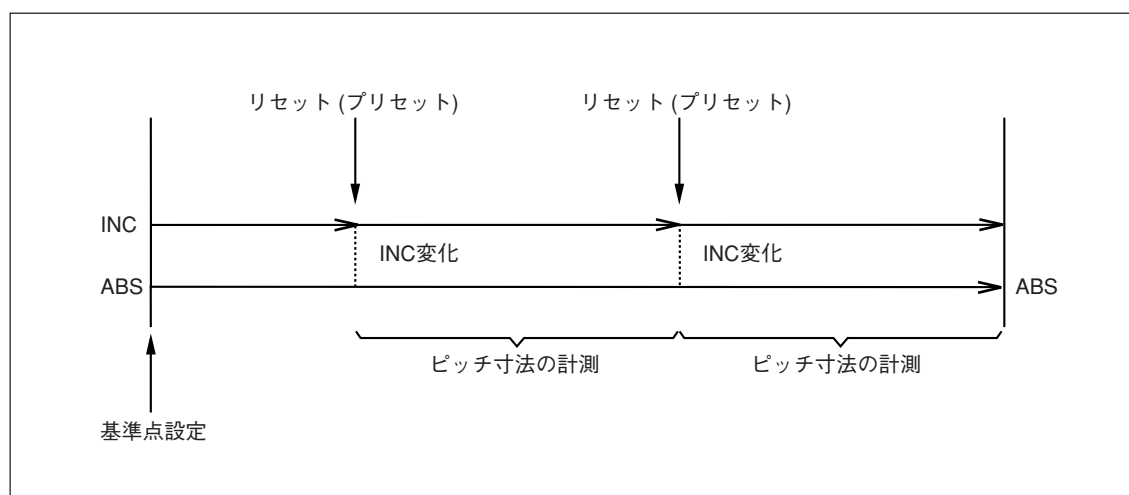 リセット (プリセット)
リセット (プリセット)
INC
INC変化
INC変化
ABS
ABS
ピッチ寸法の計測
ピッチ寸法の計測
基準点設定